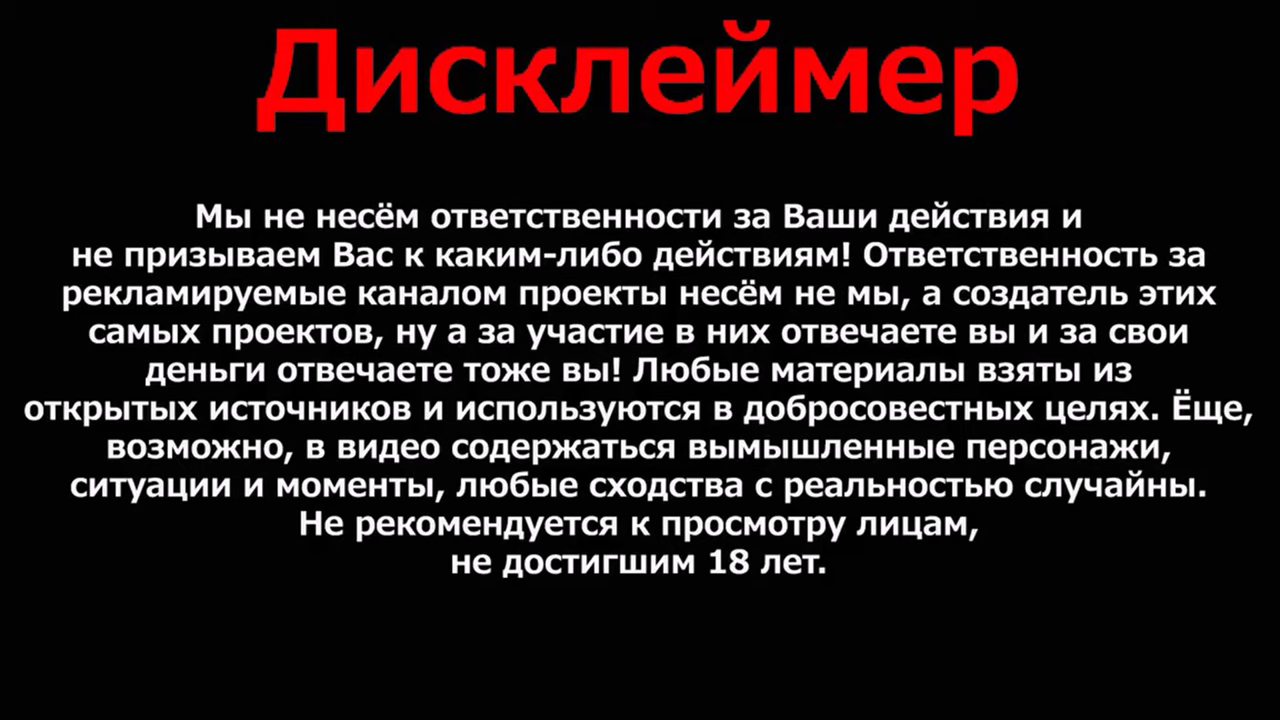 Дисклеймер
Мы не несём ответственности за Ваши действия и
не призываем Вас к каким-либо действиям! Ответственность за
рекламируемые каналом проекты несём не мы, а создатель этих
самых проектов, ну а за участие в них отвечаете вы и за свои
деньги отвечаете тоже вы! Любые материалы взяты из
открытых источников и используются в добросовестных целях. Ёще,
возможно, в видео содержаться вымышленные персонажи,
ситуации и моменты, любые сходства с реальностью случайны.
Не рекомендуется к просмотру лицам,
не достигшим 18 лет.